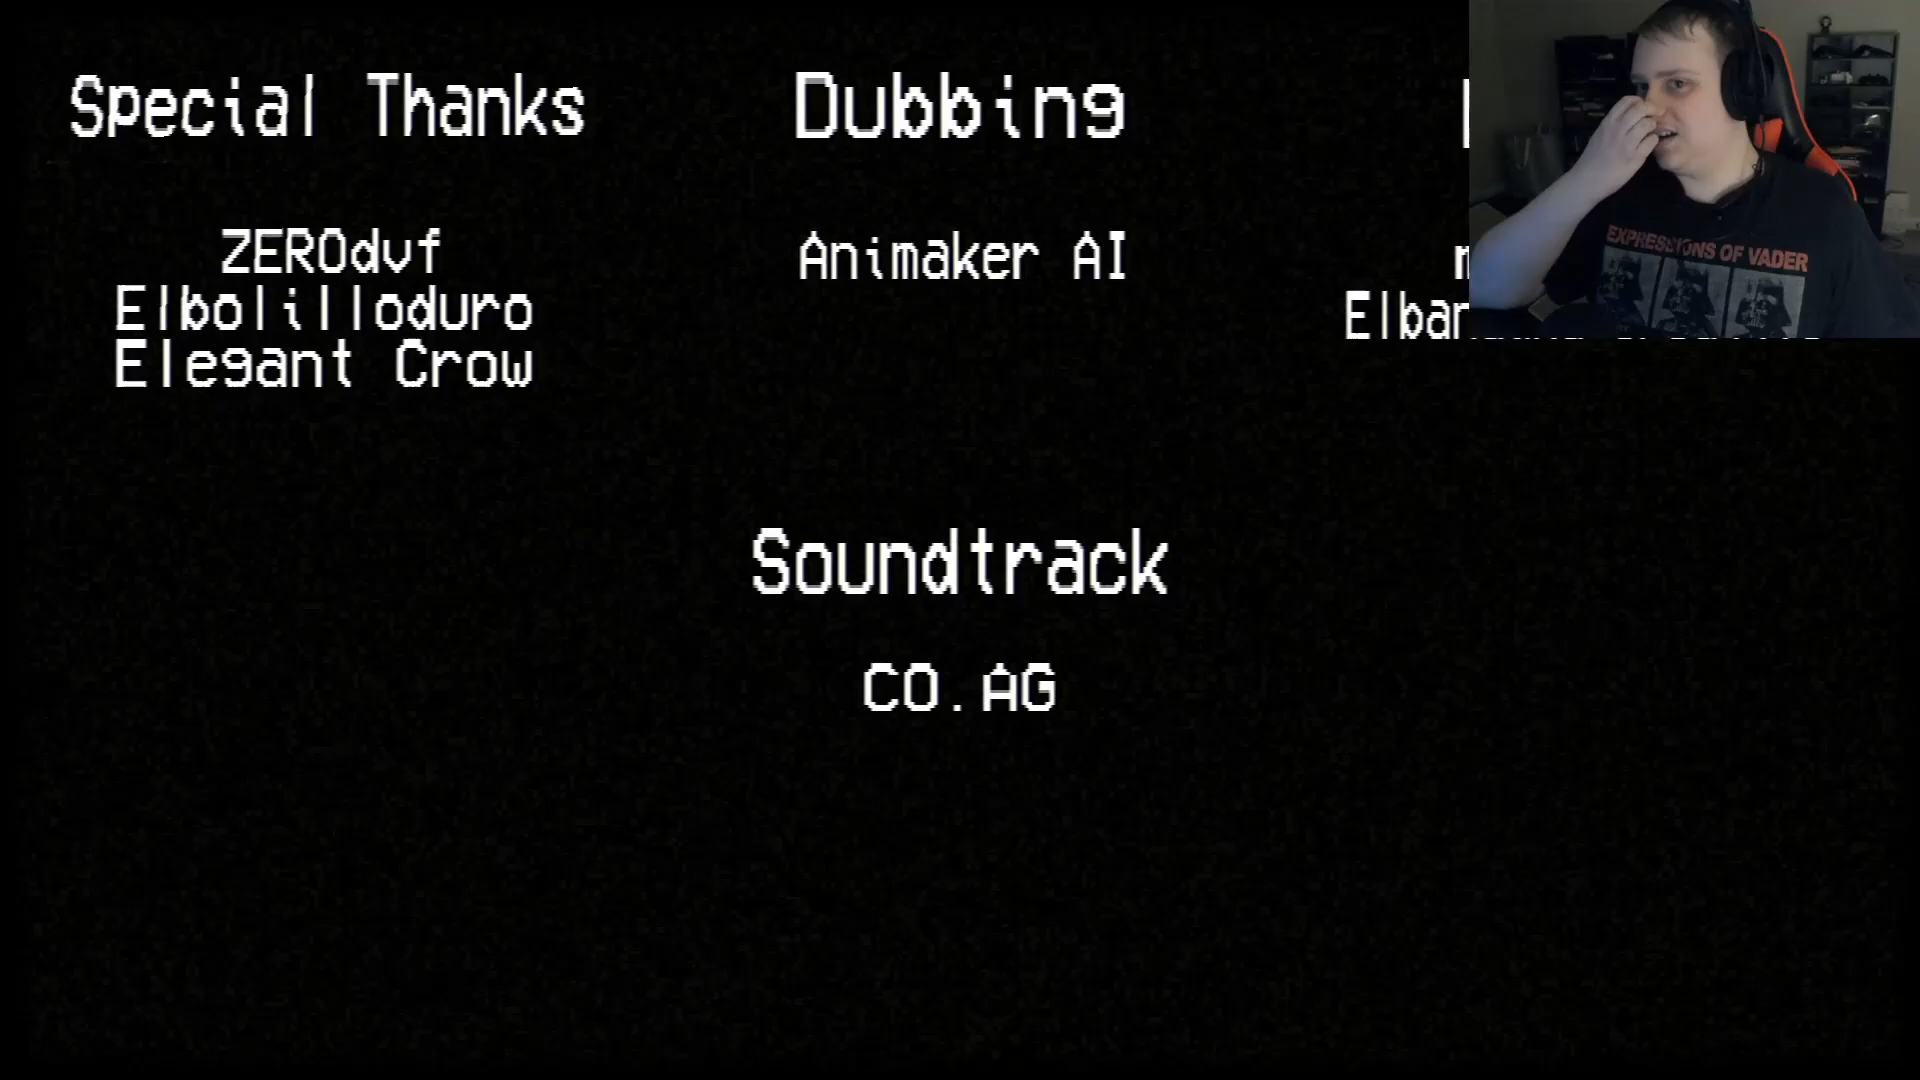 Special Thanks
ZEROdvf
Elbolilloduro
Elegant Crow
Dubbing
Animaker AI
Soundtrack
CO.AG
EXPRESSIONS OF VADER